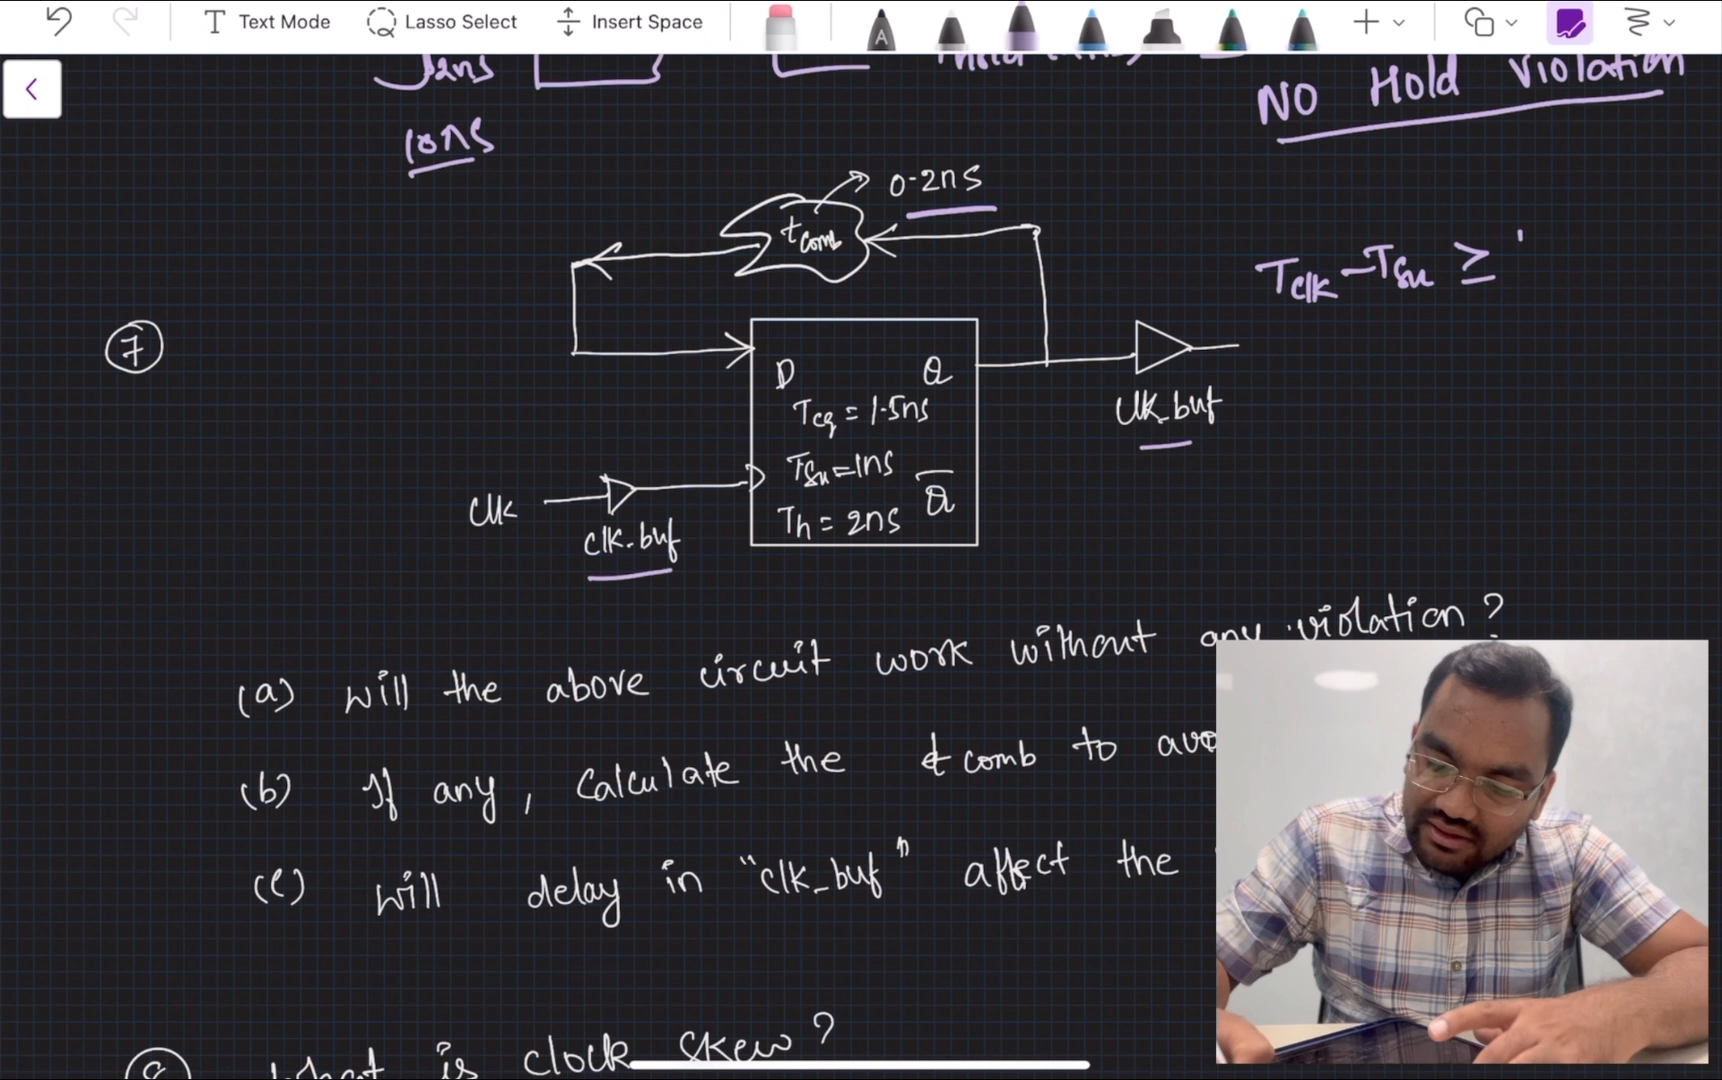 Text Mode
Lasso Select
Insert Space
A
NO Hold Violation
10ns
0.2ns
tcomb
TClk - Tsu ≥
7
D Q
Tcq = 1.5ns
Tsu = 1ns
Q
Th = 2ns
Clk
clk.buf
Clk_buf
(a) will the above circuit work without any violation?
(b) If any, calculate the tcomb to
(c) will delay in "clk_buf" affect the
is clock skew?